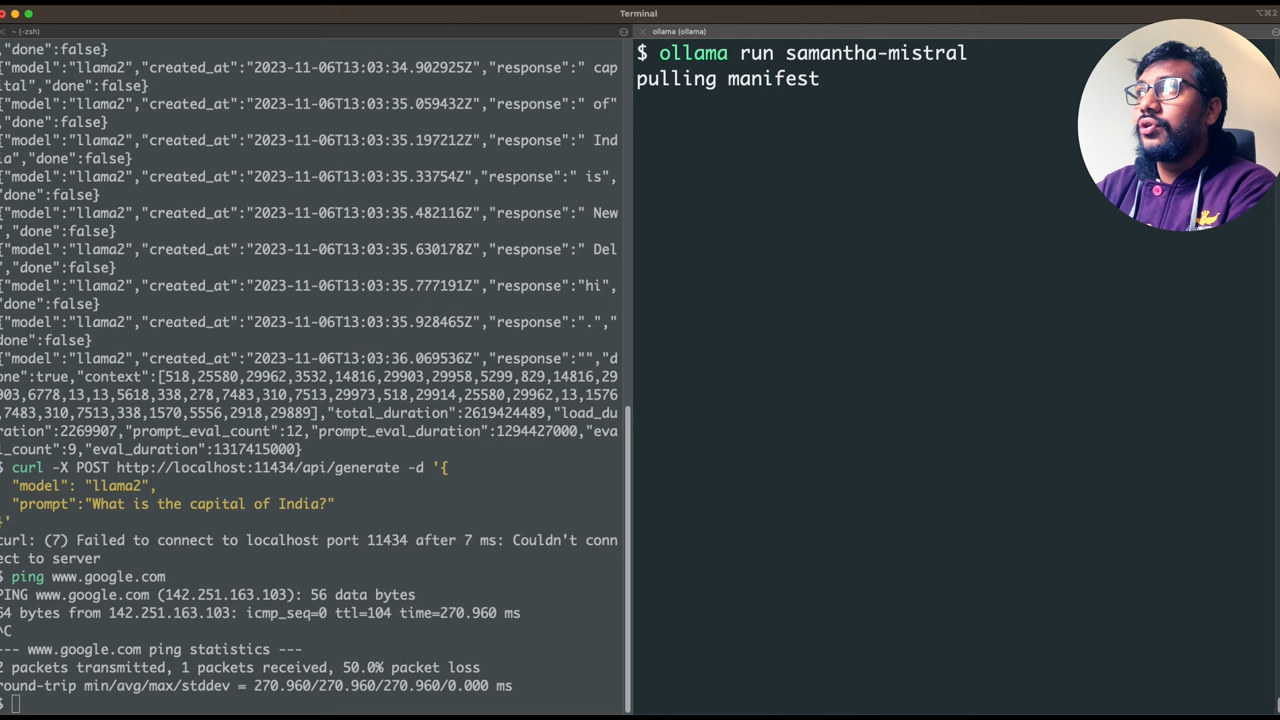 Terminal
⌥⌘2
~ (-zsh)
,"done":false}
{"model":"llama2","created_at":"2023-11-06T13:03:34.902925Z","response":" cap
ital","done":false}
{"model":"llama2","created_at":"2023-11-06T13:03:35.059432Z","response":" of"
,"done":false}
{"model":"llama2","created_at":"2023-11-06T13:03:35.197212Z","response":" Ind
ia","done":false}
{"model":"llama2","created_at":"2023-11-06T13:03:35.33754Z","response":" is",
"done":false}
{"model":"llama2","created_at":"2023-11-06T13:03:35.482116Z","response":" New
","done":false}
{"model":"llama2","created_at":"2023-11-06T13:03:35.630178Z","response":" Del
","done":false}
{"model":"llama2","created_at":"2023-11-06T13:03:35.777191Z","response":"hi",
"done":false}
{"model":"llama2","created_at":"2023-11-06T13:03:35.928465Z","response":".","
done":false}
{"model":"llama2","created_at":"2023-11-06T13:03:36.069536Z","response":"","d
one":true,"context":[518,25580,29962,3532,14816,29903,29958,5299,829,14816,29
903,6778,13,13,5618,338,278,7483,310,7513,29973,518,29914,25580,29962,13,1576
,7483,310,7513,338,1570,5556,2918,29889],"total_duration":2619424489,"load_du
ration":2269907,"prompt_eval_count":12,"prompt_eval_duration":1294427000,"eva
l_count":9,"eval_duration":1317415000}
$ curl -X POST http://localhost:11434/api/generate -d '{
"model": "llama2",
"prompt":"What is the capital of India?"
}'
curl: (7) Failed to connect to localhost port 11434 after 7 ms: Couldn't conn
ect to server
$ ping www.google.com
PING www.google.com (142.251.163.103): 56 data bytes
64 bytes from 142.251.163.103: icmp_seq=0 ttl=104 time=270.960 ms
^C
--- www.google.com ping statistics ---
2 packets transmitted, 1 packets received, 50.0% packet loss
round-trip min/avg/max/stddev = 270.960/270.960/270.960/0.000 ms
$
ollama (ollama)
$ ollama run samantha-mistral
pulling manifest